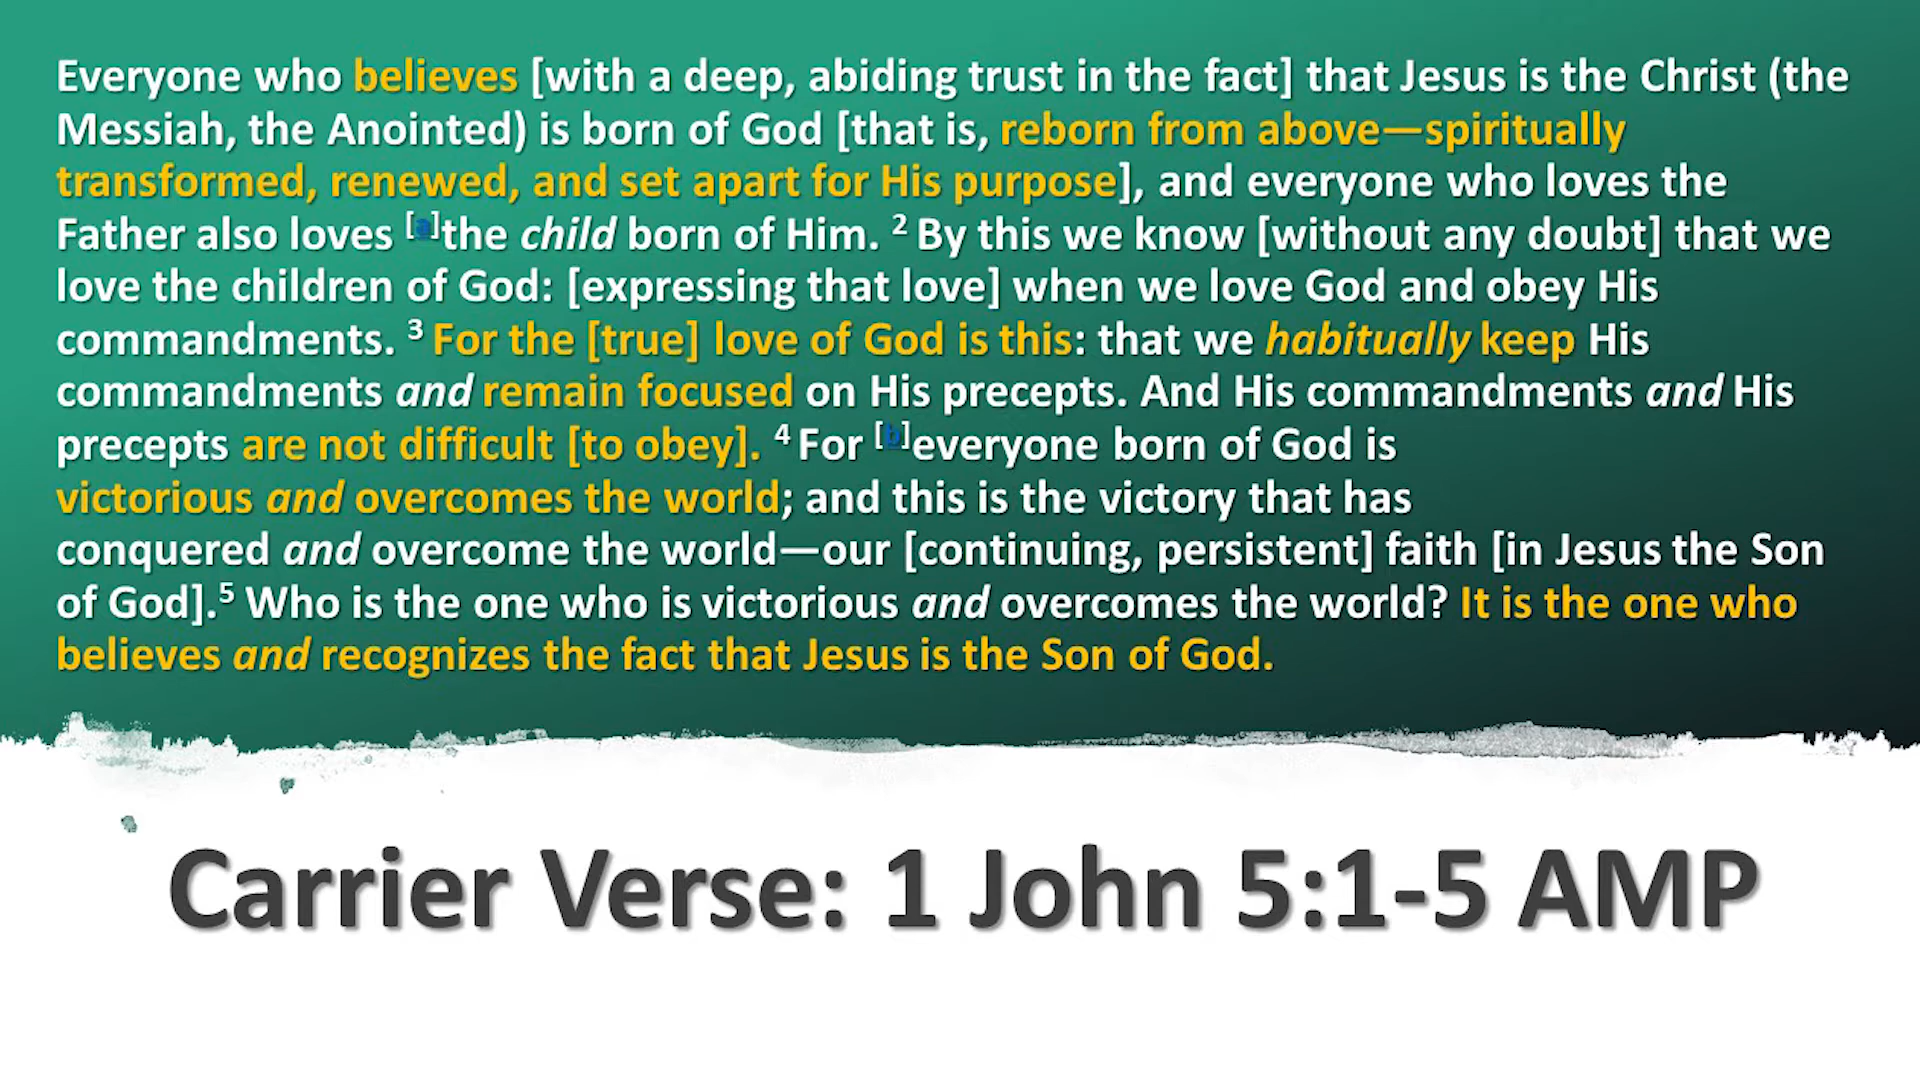 Everyone who believes [with a deep, abiding trust in the fact] that Jesus is the Christ (the
Messiah, the Anointed) is born of God [that is, reborn from above—spiritually
transformed, renewed, and set apart for His purpose], and everyone who loves the
Father also loves [a]the child born of Him. 2 By this we know [without any doubt] that we
love the children of God: [expressing that love] when we love God and obey His
commandments. 3 For the [true] love of God is this: that we habitually keep His
commandments and remain focused on His precepts. And His commandments and His
precepts are not difficult [to obey]. 4 For [b]everyone born of God is
victorious and overcomes the world; and this is the victory that has
conquered and overcome the world—our [continuing, persistent] faith [in Jesus the Son
of God].5 Who is the one who is victorious and overcomes the world? It is the one who
believes and recognizes the fact that Jesus is the Son of God.
Carrier Verse: 1 John 5:1-5 AMP